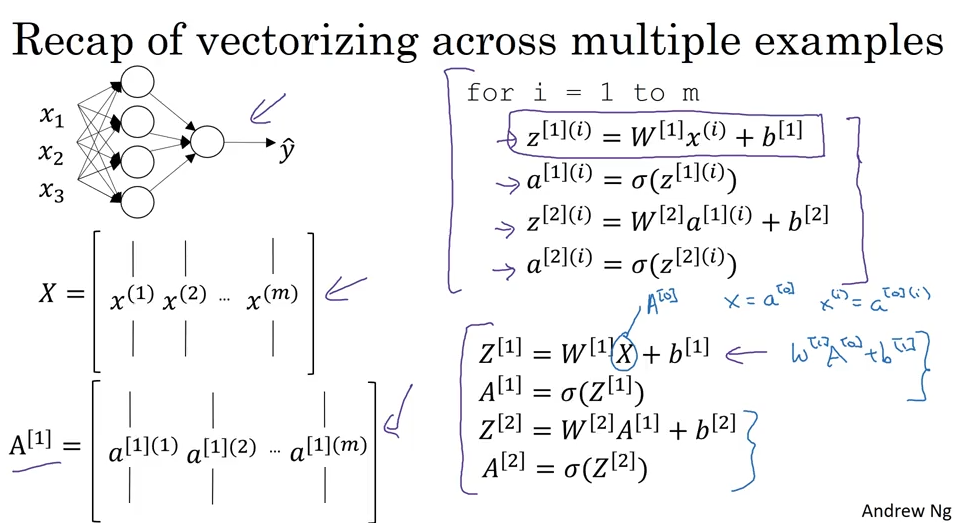 Recap of vectorizing across multiple examples
x₁
x₂
x₃
ŷ
X = [ x⁽¹⁾ x⁽²⁾ … x⁽ᵐ⁾ ]
A^[1] = [ a^[1](1) a^[1](2) … a^[1](m) ]
for i = 1 to m
z^[1](i) = W^[1]x^(i) + b^[1]
a^[1](i) = σ(z^[1](i))
z^[2](i) = W^[2]a^[1](i) + b^[2]
a^[2](i) = σ(z^[2](i))
A^[0] x = a^[0] x^(i) = a^[0](i)
Z^[1] = W^[1]X + b^[1] ← W^[1]A^[0] + b^[1]
A^[1] = σ(Z^[1])
Z^[2] = W^[2]A^[1] + b^[2]
A^[2] = σ(Z^[2])
Andrew Ng